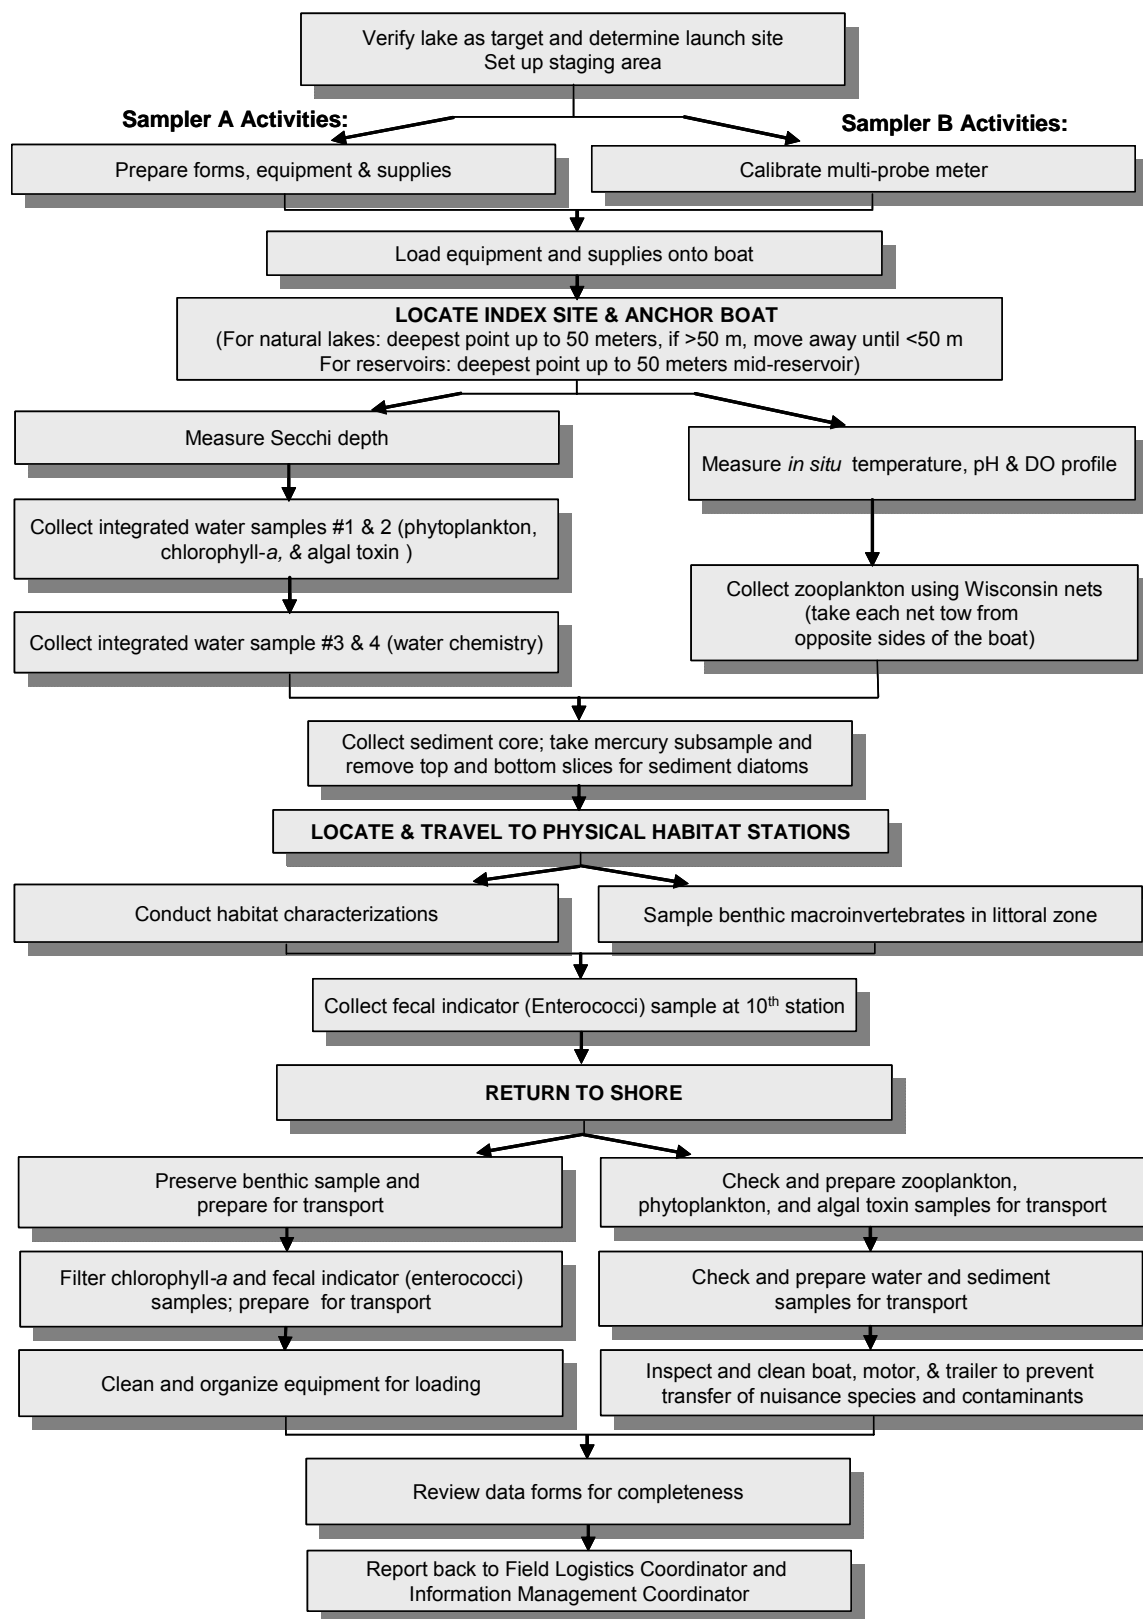 Verify lake as target and determine launch site
Set up staging area
Sampler A Activities:
Sampler B Activities:
Prepare forms, equipment & supplies
Calibrate multi-probe meter
Load equipment and supplies onto boat
LOCATE INDEX SITE & ANCHOR BOAT
(For natural lakes: deepest point up to 50 meters, if >50 m, move away until <50 m
For reservoirs: deepest point up to 50 meters mid-reservoir)
Measure Secchi depth
Measure in situ temperature, pH & DO profile
Collect integrated water samples #1 & 2 (phytoplankton,
chlorophyll-a, & algal toxin )
Collect zooplankton using Wisconsin nets
(take each net tow from
opposite sides of the boat)
Collect integrated water sample #3 & 4 (water chemistry)
Collect sediment core; take mercury subsample and
remove top and bottom slices for sediment diatoms
LOCATE & TRAVEL TO PHYSICAL HABITAT STATIONS
Conduct habitat characterizations
Sample benthic macroinvertebrates in littoral zone
Collect fecal indicator (Enterococci) sample at 10th station
RETURN TO SHORE
Preserve benthic sample and
prepare for transport
Check and prepare zooplankton,
phytoplankton, and algal toxin samples for transport
Filter chlorophyll-a and fecal indicator (enterococci)
samples; prepare for transport
Check and prepare water and sediment
samples for transport
Clean and organize equipment for loading
Inspect and clean boat, motor, & trailer to prevent
transfer of nuisance species and contaminants
Review data forms for completeness
Report back to Field Logistics Coordinator and
Information Management Coordinator